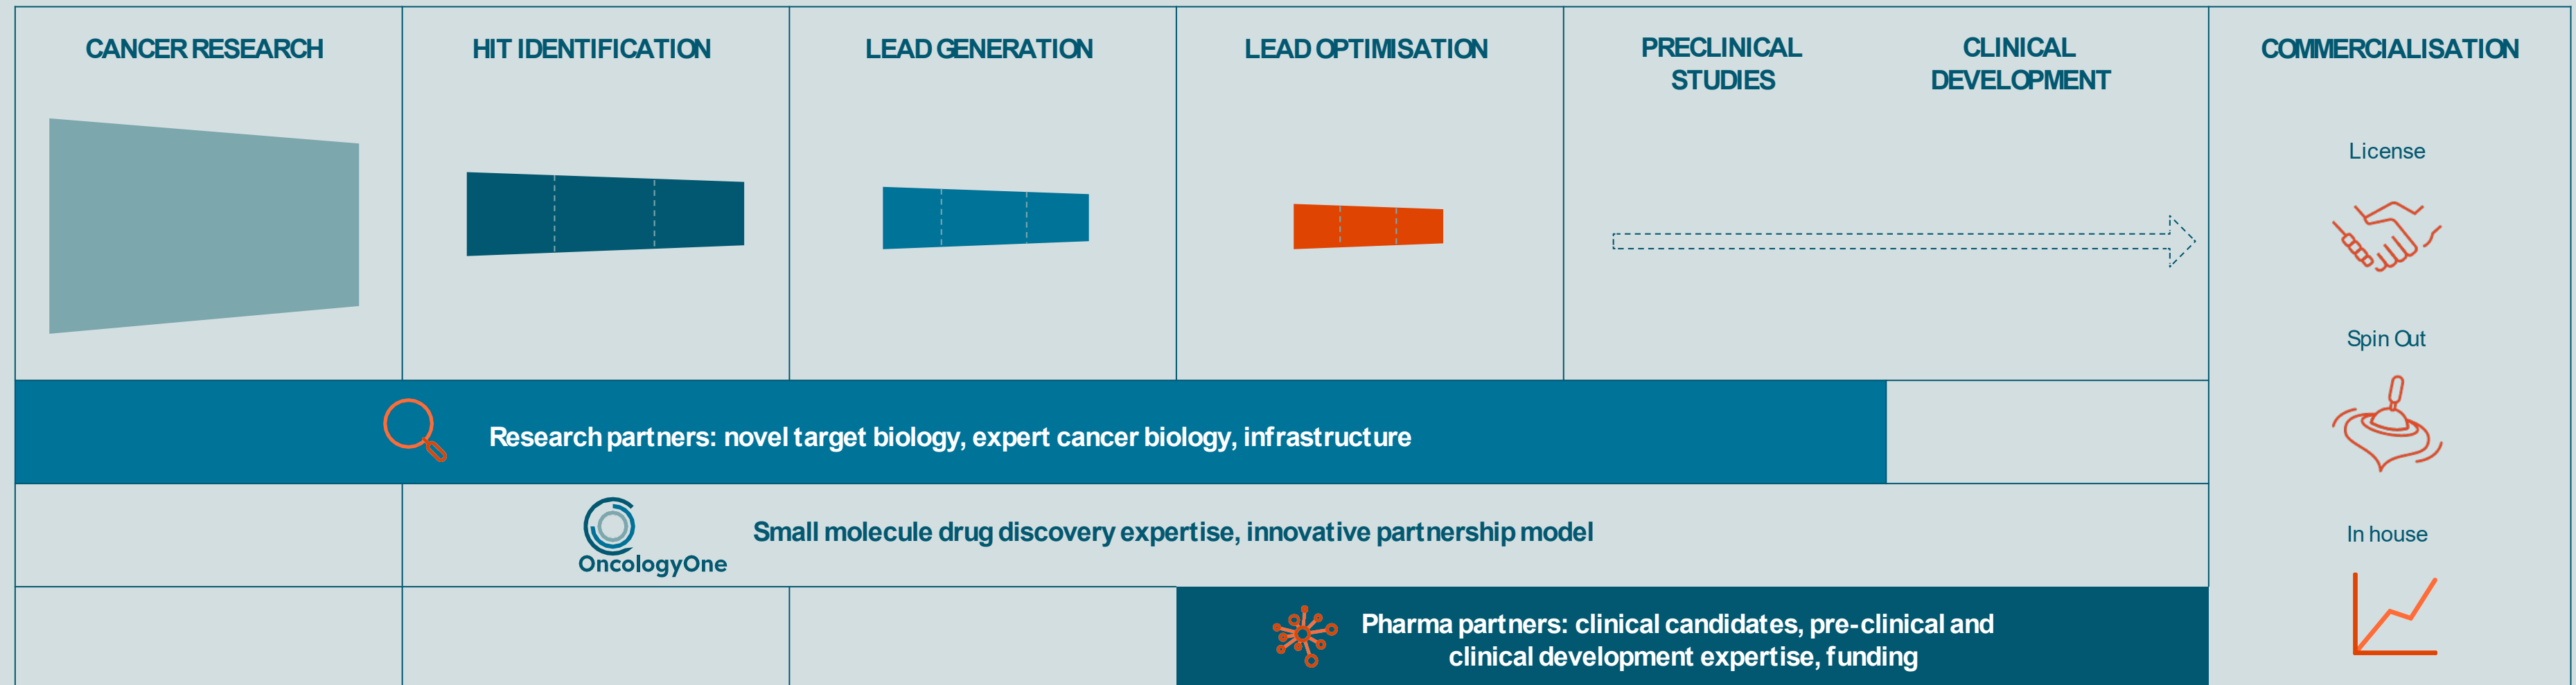 CANCER RESEARCH
HIT IDENTIFICATION
LEAD GENERATION
LEAD OPTIMISATION
PRECLINICAL
STUDIES
CLINICAL
DEVELOPMENT
COMMERCIALISATION
License
Spin Out
In house
Research partners: novel target biology, expert cancer biology, infrastructure
OncologyOne
Small molecule drug discovery expertise, innovative partnership model
Pharma partners: clinical candidates, pre-clinical and
clinical development expertise, funding